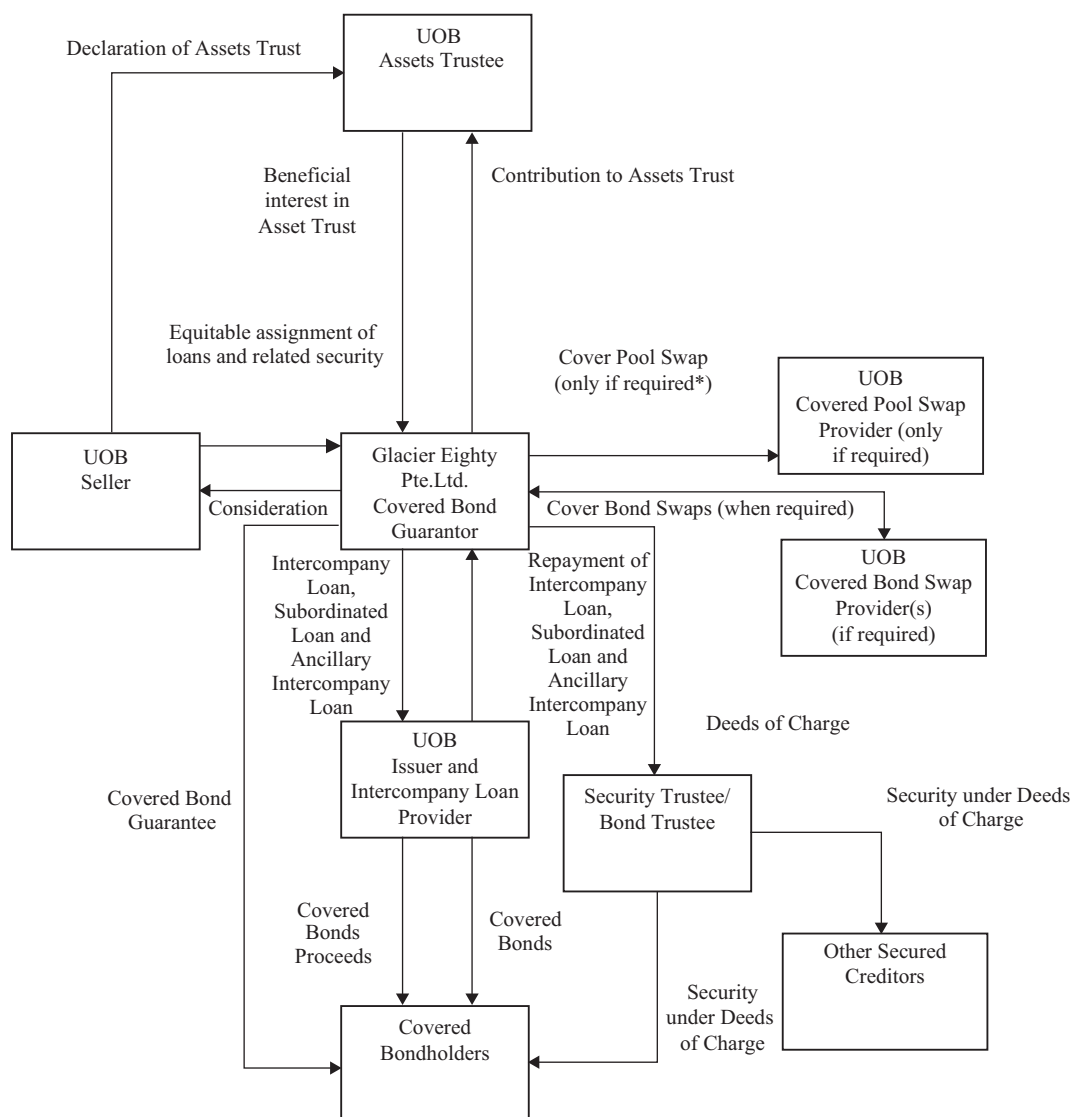 UOB
Assets Trustee
Declaration of Assets Trust
Beneficial
interest in
Asset Trust
Contribution to Assets Trust
Equitable assignment of
loans and related security
Cover Pool Swap
(only if required*)
UOB
Covered Pool Swap
Provider (only
if required)
UOB
Seller
Glacier Eighty
Pte.Ltd.
Covered Bond
Guarantor
Consideration
Cover Bond Swaps (when required)
UOB
Covered Bond Swap
Provider(s)
(if required)
Intercompany
Loan,
Subordinated
Loan and
Ancillary
Intercompany
Loan
Repayment of
Intercompany
Loan,
Subordinated
Loan and
Ancillary
Intercompany
Loan
Deeds of Charge
UOB
Issuer and
Intercompany Loan
Provider
Security Trustee/
Bond Trustee
Security under Deeds
of Charge
Covered Bond
Guarantee
Covered
Bonds
Proceeds
Covered
Bonds
Other Secured
Creditors
Security
under Deeds
of Charge
Covered
Bondholders